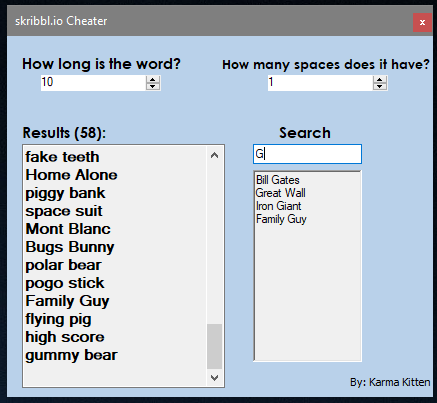 skribbl.io Cheater
x
How long is the word?
How many spaces does it have?
10
1
Results (58):
Search
G
fake teeth
Home Alone
piggy bank
space suit
Mont Blanc
Bugs Bunny
polar bear
pogo stick
Family Guy
flying pig
high score
gummy bear
Bill Gates
Great Wall
Iron Giant
Family Guy
By: Karma Kitten